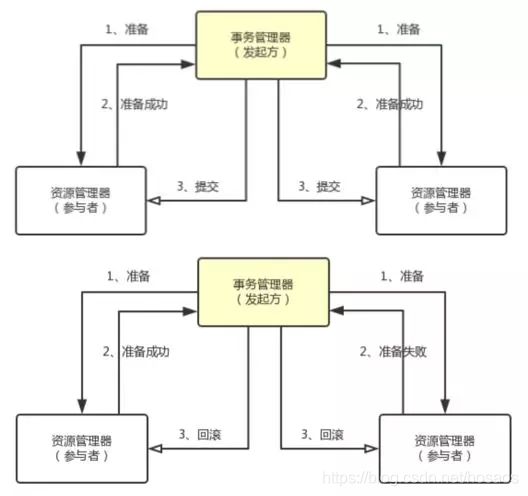 1、准备
事务管理器
（发起方）
1、准备
2、准备成功
2、准备成功
资源管理器
（参与者）
3、提交
3、提交
资源管理器
（参与者）
1、准备
事务管理器
（发起方）
1、准备
2、准备成功
2、准备失败
资源管理器
（参与者）
3、回滚
3、回滚
资源管理器
（参与者）
https://blog.csdn.net/bosaos